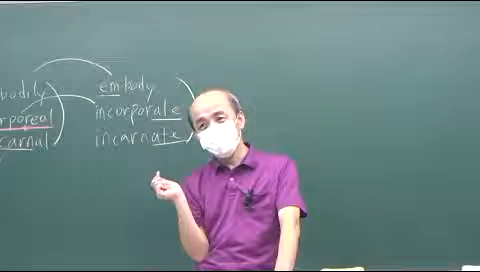 bodily embody
rporeal incorporate
carnal incarnate